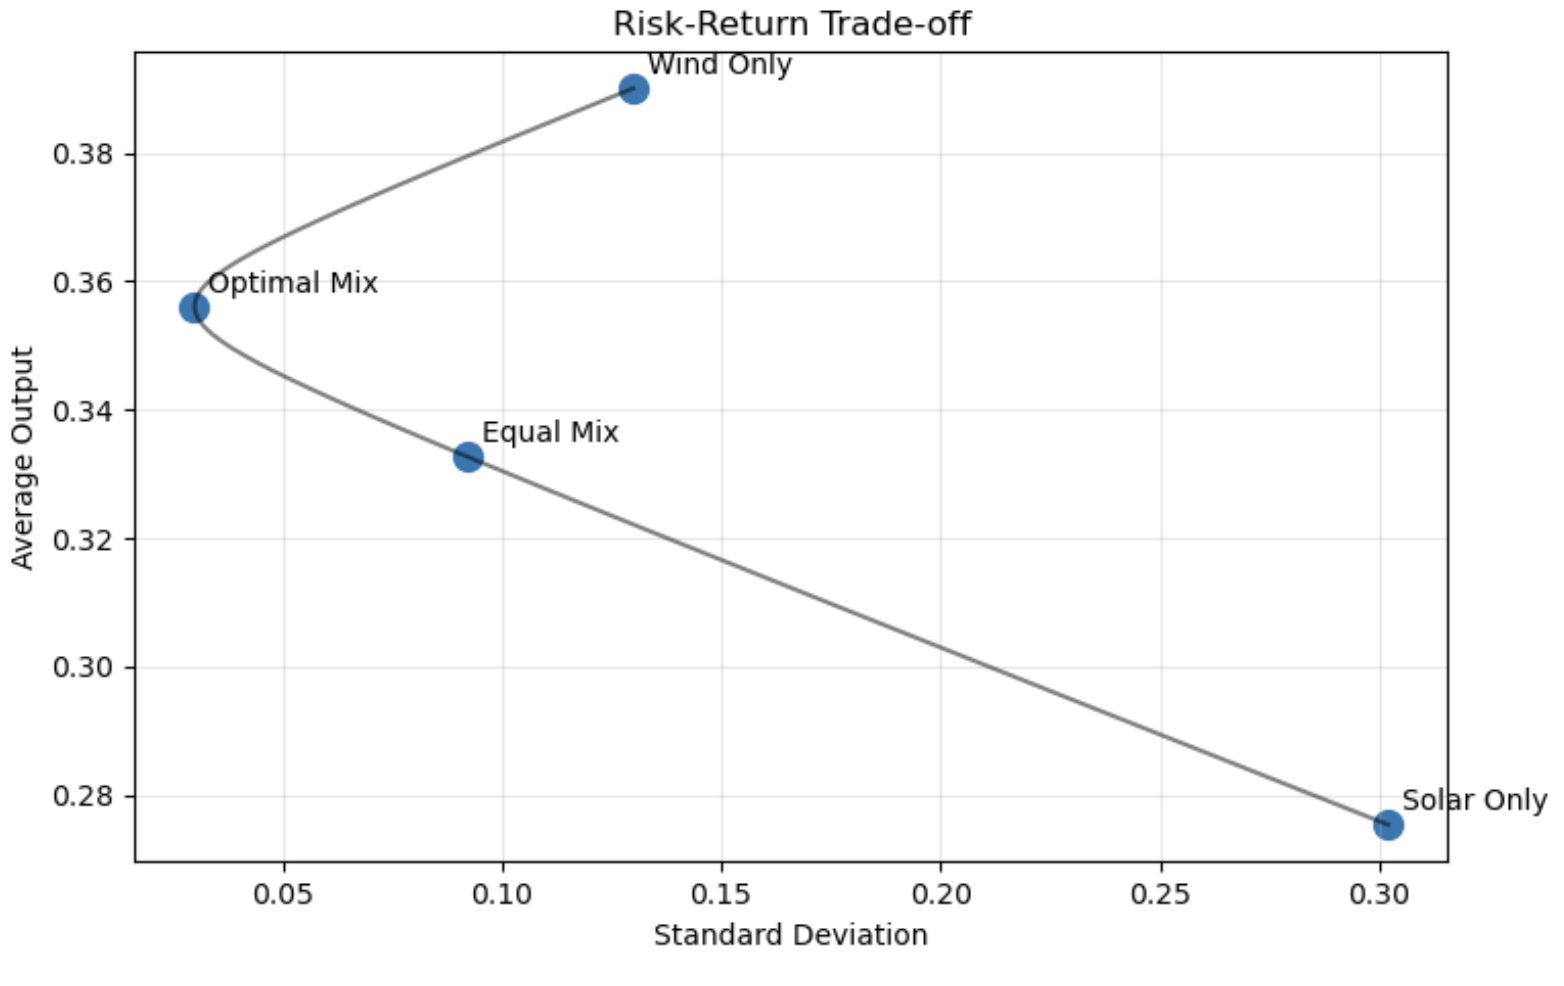 Risk-Return Trade-off
Wind Only
0.38
0.36
Optimal Mix
0.34
Equal Mix
0.32
0.30
0.28
Solar Only
Average Output
0.05 0.10 0.15 0.20 0.25 0.30
Standard Deviation